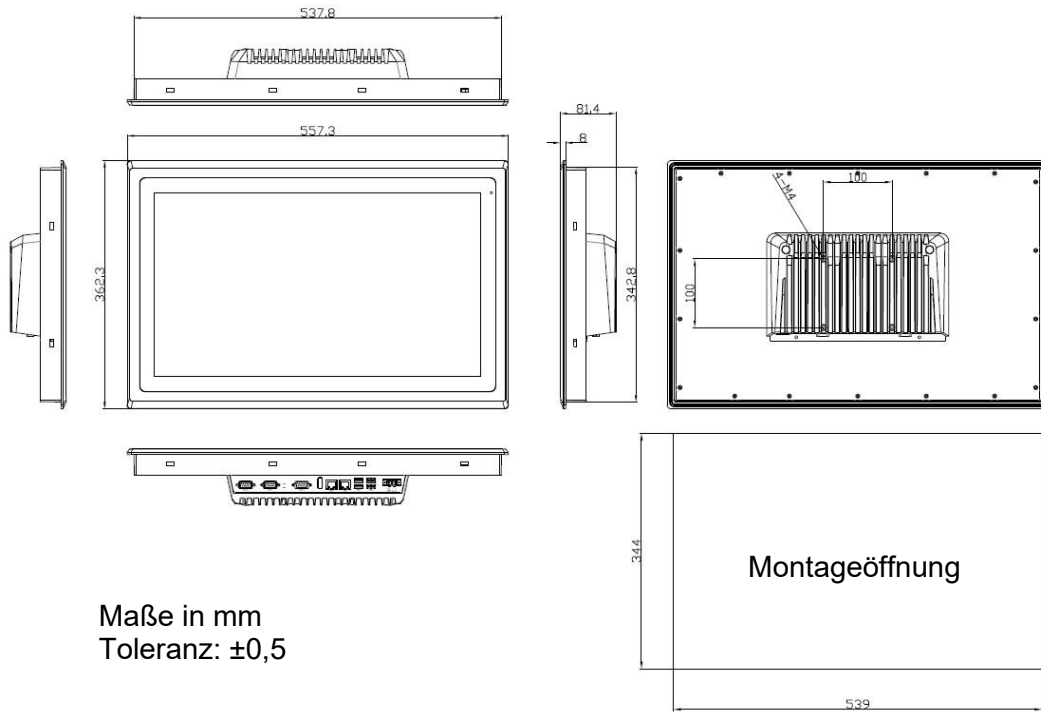 537.8
557.3
362.3
81.4
8
342.8
4-M4
100
100
344
Montageöffnung
539
Maße in mm
Toleranz: ±0,5